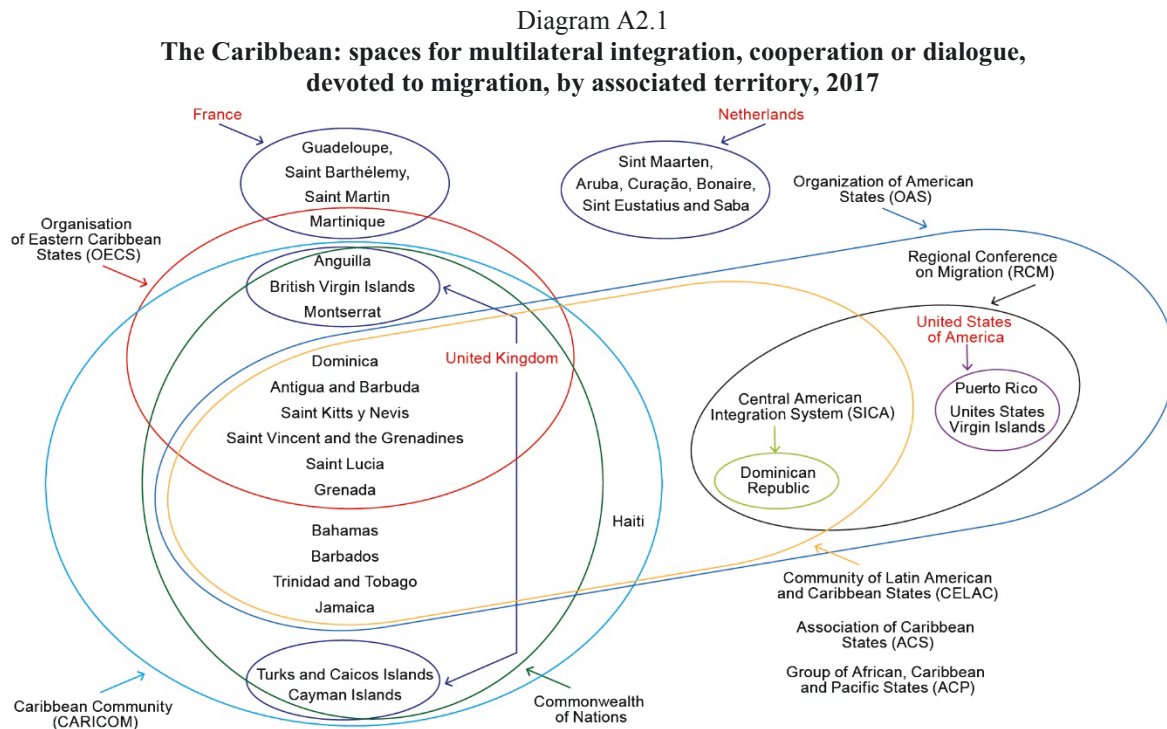 Diagram A2.1
The Caribbean: spaces for multilateral integration, cooperation or dialogue,
devoted to migration, by associated territory, 2017
France
Netherlands
Guadeloupe,
Saint Barthélemy,
Saint Martin
Martinique
Sint Maarten,
Aruba, Curação, Bonaire,
Sint Eustatius and Saba
Organization of American
States (OAS)
Organisation
of Eastern Caribbean
States (OECS)
Regional Conference
on Migration (RCM)
Anguilla
British Virgin Islands
Montserrat
United Kingdom
United States
of America
Dominica
Antigua and Barbuda
Saint Kitts y Nevis
Saint Vincent and the Grenadines
Saint Lucia
Grenada
Central American
Integration System (SICA)
Puerto Rico
Unites States
Virgin Islands
Dominican
Republic
Haiti
Bahamas
Barbados
Trinidad and Tobago
Jamaica
Community of Latin American
and Caribbean States (CELAC)
Association of Caribbean
States (ACS)
Group of African, Caribbean
and Pacific States (ACP)
Turks and Caicos Islands
Cayman Islands
Caribbean Community
(CARICOM)
Commonwealth
of Nations